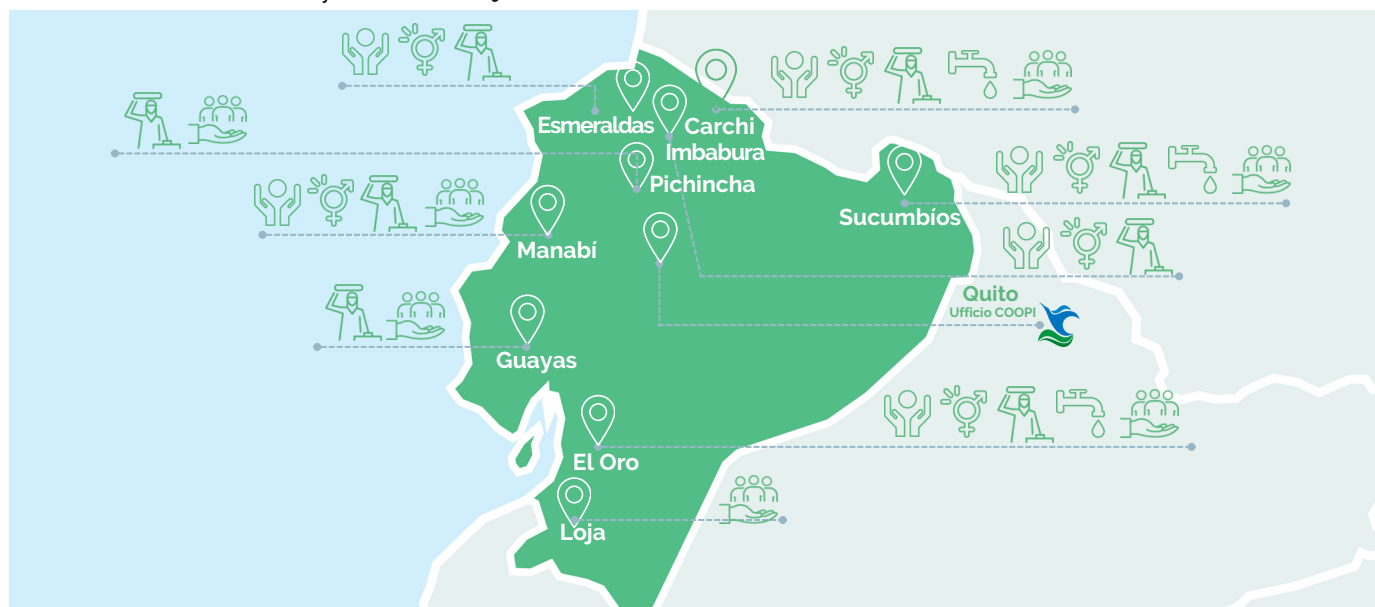 Esmeraldas
Carchi
Imbabura
Pichincha
Sucumbíos
Manabí
Quito
Ufficio COOPI
Guayas
El Oro
Loja